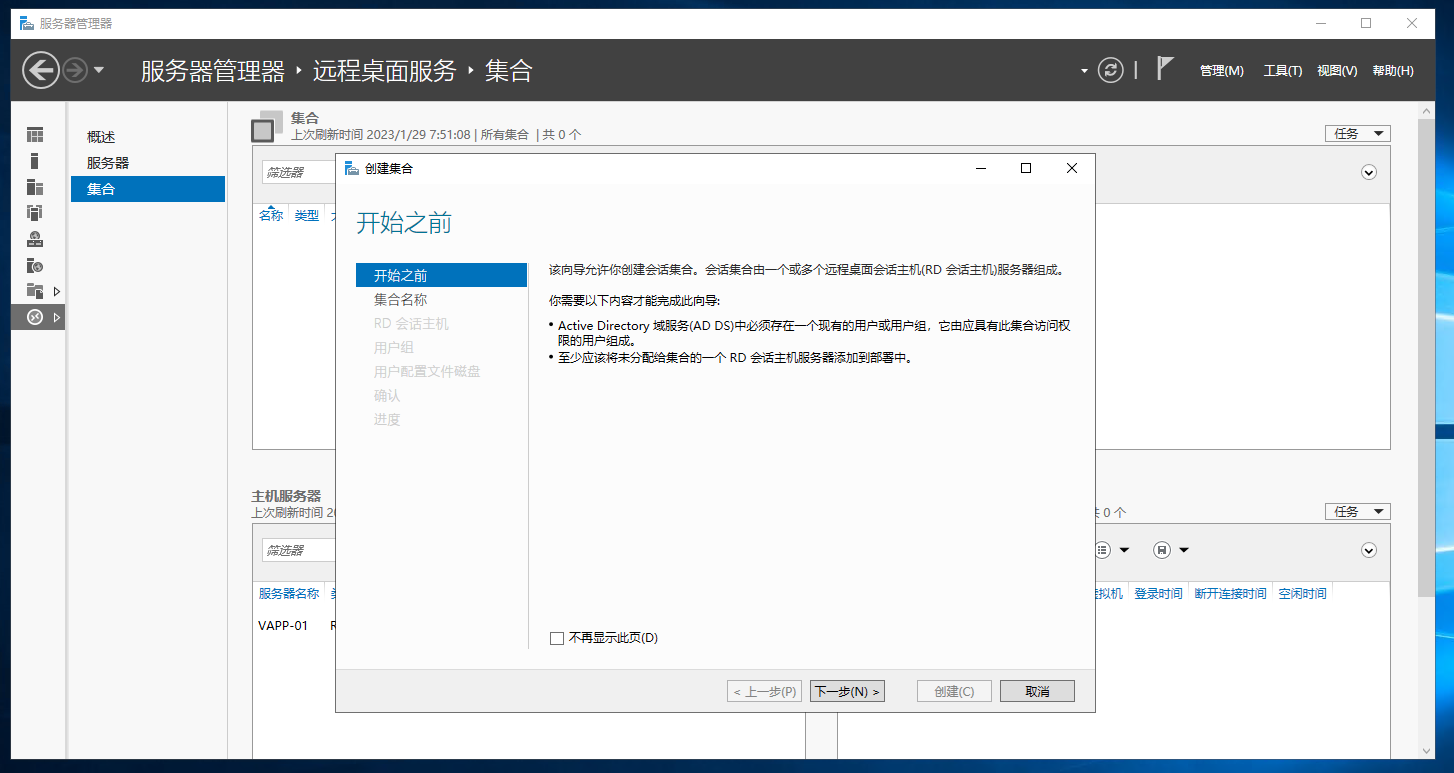 服务器管理器
服务器管理器 ‣ 远程桌面服务 ‣ 集合
管理(M) 工具(T) 视图(V) 帮助(H)
概述
服务器
集合
集合
上次刷新时间 2023/1/29 7:51:08 | 所有集合 | 共 0 个
任务
筛选器
名称 类型
创建集合
开始之前
开始之前
集合名称
RD 会话主机
用户组
用户配置文件磁盘
确认
进度
该向导允许你创建会话集合。会话集合由一个或多个远程桌面会话主机(RD 会话主机)服务器组成。
你需要以下内容才能完成此向导:
• Active Directory 域服务(AD DS)中必须存在一个现有的用户或用户组，它由应具有此集合访问权
限的用户组成。
• 至少应该将未分配给集合的一个 RD 会话主机服务器添加到部署中。
不再显示此页(D)
< 上一步(P) 下一步(N) > 创建(C) 取消
主机服务器
上次刷新时间
筛选器
服务器名称
VAPP-01
共 0 个
任务
拟机 登录时间 断开连接时间 空闲时间